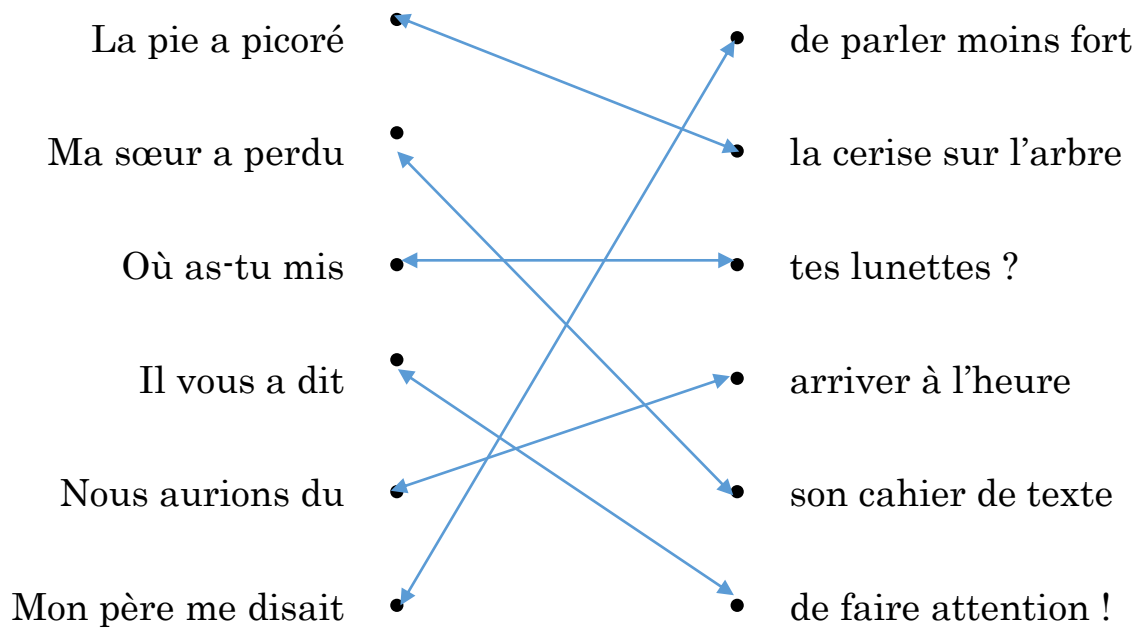 La pie a picoré de parler moins fort
Ma sœur a perdu la cerise sur l’arbre
Où as-tu mis tes lunettes ?
Il vous a dit arriver à l’heure
Nous aurions du son cahier de texte
Mon père me disait de faire attention !